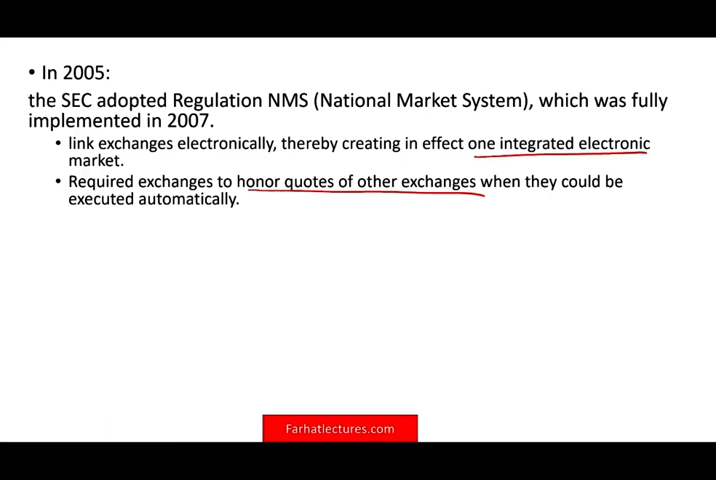 • In 2005:
the SEC adopted Regulation NMS (National Market System), which was fully
implemented in 2007.
• link exchanges electronically, thereby creating in effect one integrated electronic
market.
• Required exchanges to honor quotes of other exchanges when they could be
executed automatically.
Farhatlectures.com